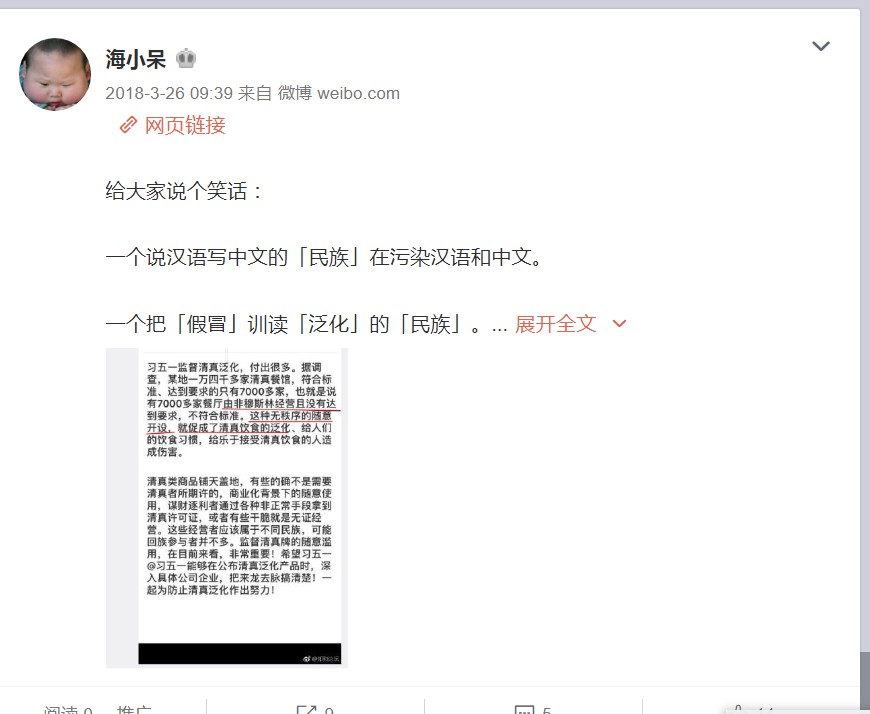 海小呆
2018-3-26 09:39 来自 微博 weibo.com
网页链接
给大家说个笑话：
一个说汉语写中文的「民族」在污染汉语和中文。
一个把「假冒」训读「泛化」的「民族」。... 展开全文
习五一监督清真泛化，付出很多。据调
查，某地一万四千多家清真餐馆，符合标
准、达到要求的只有7000多家，也就是说
有7000多家餐厅由非穆斯林经营且没有达
到要求，不符合标准。这种无秩序的随意
开设，就促成了清真饮食的泛化、给人们
的饮食习惯，给乐于接受清真饮食的人造
成伤害。
清真类商品铺天盖地，有些的确不是需要
清真者所期许的，商业化背景下的随意使
用，谋财逐利者通过各种非正常手段拿到
清真许可证，或者有些干脆就是无证经
营。这些经营者应该属于不同民族，可能
回族参与者并不多。监督清真牌的随意滥
用，在目前来看，非常重要！希望习五一
@习五一能够在公布清真泛化产品时，深
入具体公司企业，把来龙去脉搞清楚！一
起为防止清真泛化作出努力！
阅读 0 推广 9 5